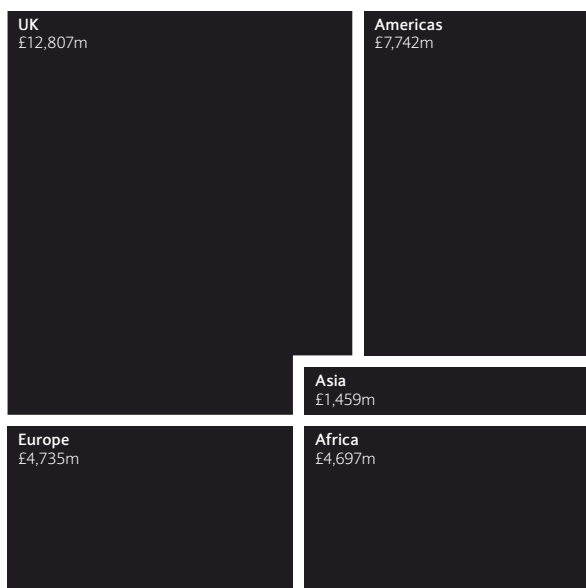 UK
£12,807m
Americas
£7,742m
Asia
£1,459m
Europe
£4,735m
Africa
£4,697m